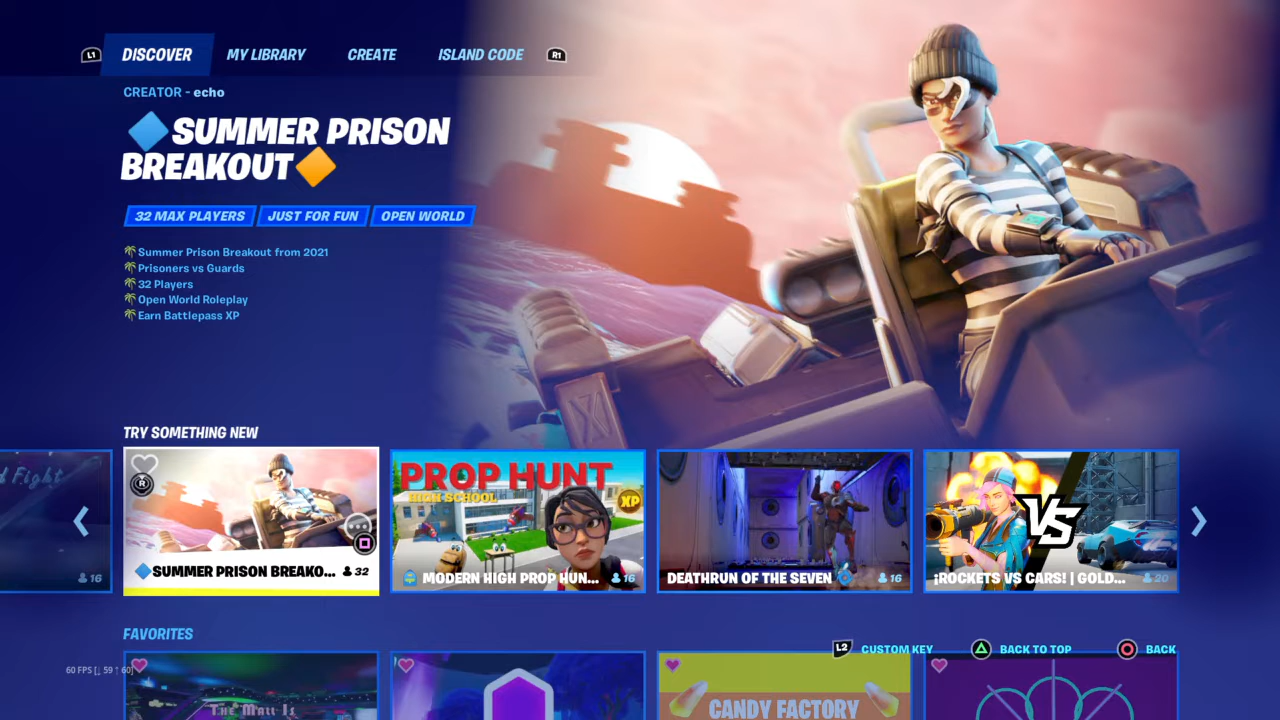 L1 DISCOVER MY LIBRARY CREATE ISLAND CODE R1
CREATOR - echo
🔷SUMMER PRISON
BREAKOUT🔶
32 MAX PLAYERS JUST FOR FUN OPEN WORLD
🌴Summer Prison Breakout from 2021
🌴Prisoners vs Guards
🌴32 Players
🌴Open World Roleplay
🌴Earn Battlepass XP
TRY SOMETHING NEW
d Fight
16
R
🔷SUMMER PRISON BREAKO... 32
PROP HUNT
HIGH SCHOOL
XP
MODERN HIGH PROP HUN... 16
DEATHRUN OF THE SEVEN 16
VS
¡ROCKETS VS CARS! | GOLD... 20
FAVORITES
L2 CUSTOM KEY BACK TO TOP BACK
60 FPS [↓ 59 ↑ 60]
THE MALL IS
CANDY FACTORY